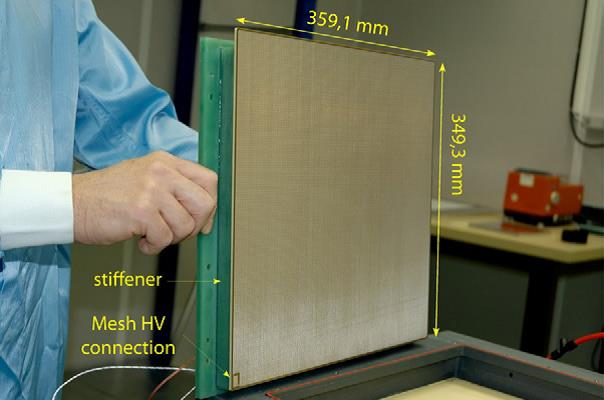 359,1 mm
349,3 mm
stiffener
Mesh HV
connection